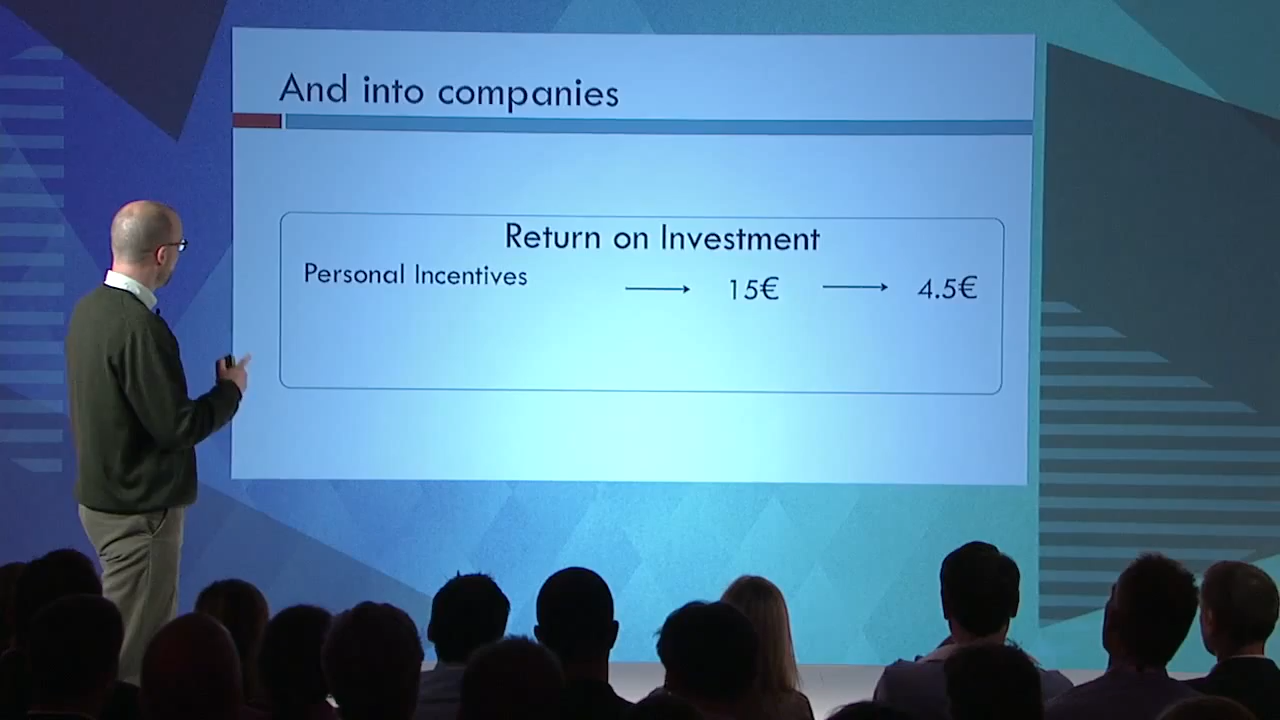 And into companies
Return on Investment
Personal Incentives
15€
4.5€